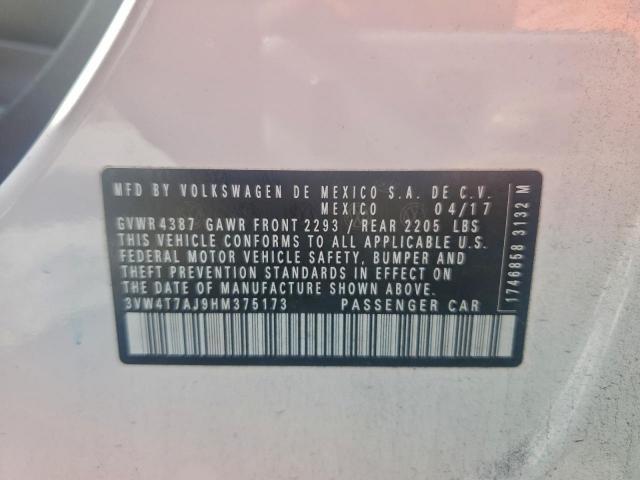 MFD BY VOLKSWAGEN DE MEXICO S.A. DE C.V.
MEXICO 04/17
GVWR 4387 GAWR FRONT 2293 / REAR 2205 LBS
THIS VEHICLE CONFORMS TO ALL APPLICABLE U.S.
FEDERAL MOTOR VEHICLE SAFETY, BUMPER AND
THEFT PREVENTION STANDARDS IN EFFECT ON
THE DATE OF MANUFACTURE SHOWN ABOVE.
3VW4T7AJ9HM375173 PASSENGER CAR
1746858 3132 M